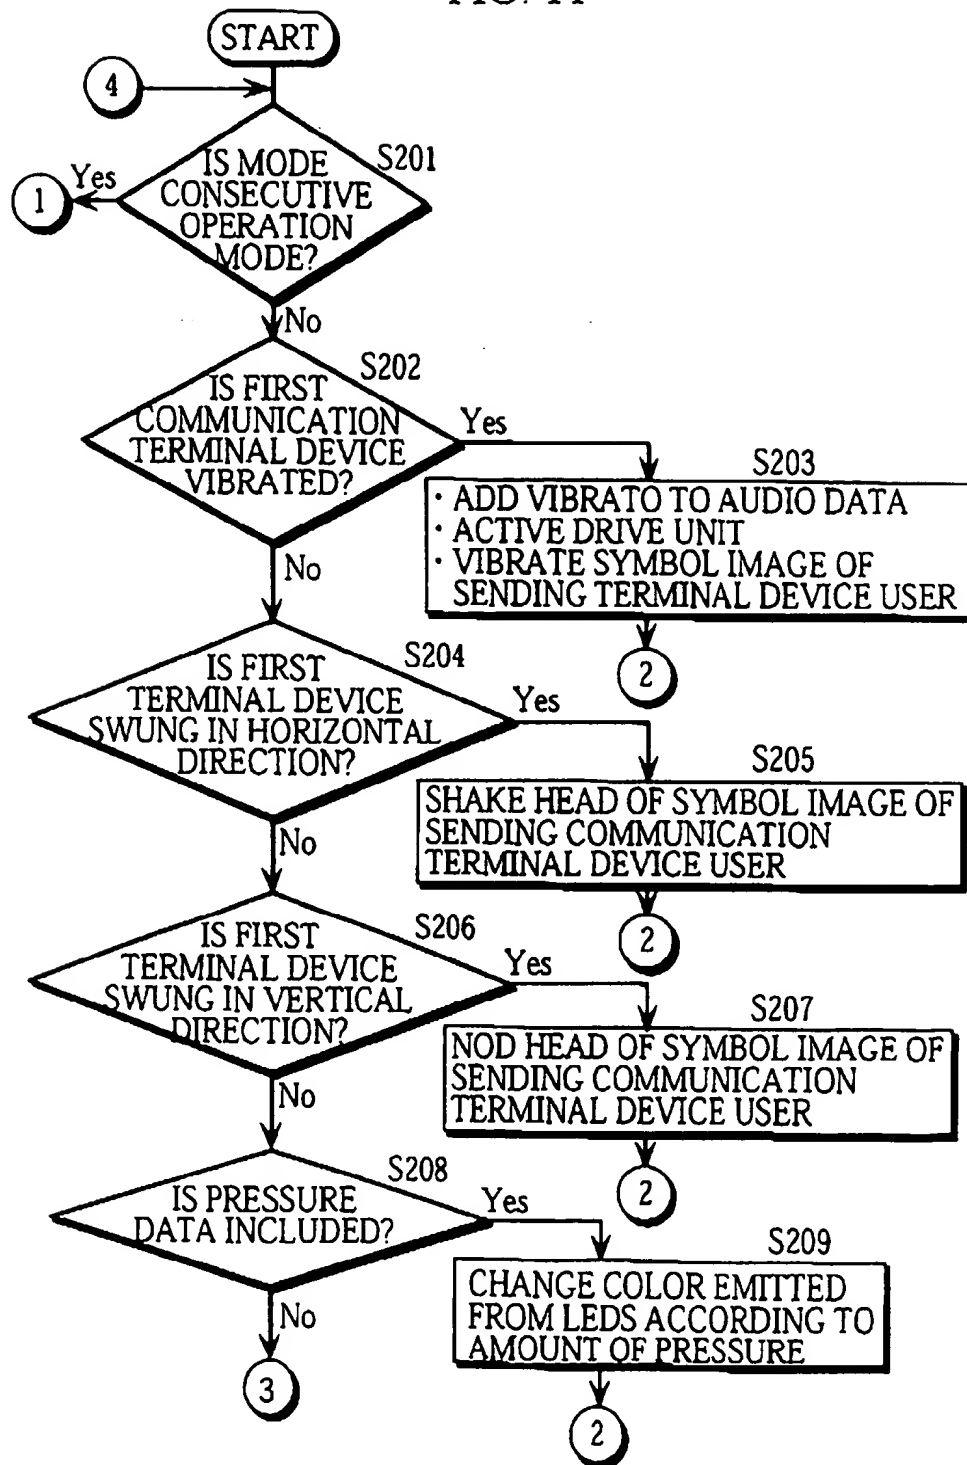 START
4
S201
IS MODE
CONSECUTIVE
OPERATION
MODE?
Yes
1
No
S202
IS FIRST
COMMUNICATION
TERMINAL DEVICE
VIBRATED?
Yes
S203
· ADD VIBRATO TO AUDIO DATA
· ACTIVE DRIVE UNIT
· VIBRATE SYMBOL IMAGE OF
SENDING TERMINAL DEVICE USER
2
No
S204
IS FIRST
TERMINAL DEVICE
SWUNG IN HORIZONTAL
DIRECTION?
Yes
S205
SHAKE HEAD OF SYMBOL IMAGE OF
SENDING COMMUNICATION
TERMINAL DEVICE USER
2
No
S206
IS FIRST
TERMINAL DEVICE
SWUNG IN VERTICAL
DIRECTION?
Yes
S207
NOD HEAD OF SYMBOL IMAGE OF
SENDING COMMUNICATION
TERMINAL DEVICE USER
2
No
S208
IS PRESSURE
DATA INCLUDED?
Yes
S209
CHANGE COLOR EMITTED
FROM LEDS ACCORDING TO
AMOUNT OF PRESSURE
2
No
3